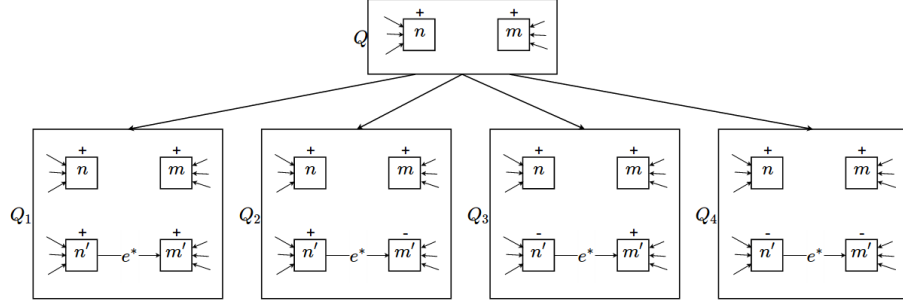 + +
Q n m
+ + + + + + + +
n m n m n m n m
Q₁ Q₂ Q₃ Q₄
+ + + - - + - -
n′ e* m′ n′ e* m′ n′ e* m′ n′ e* m′